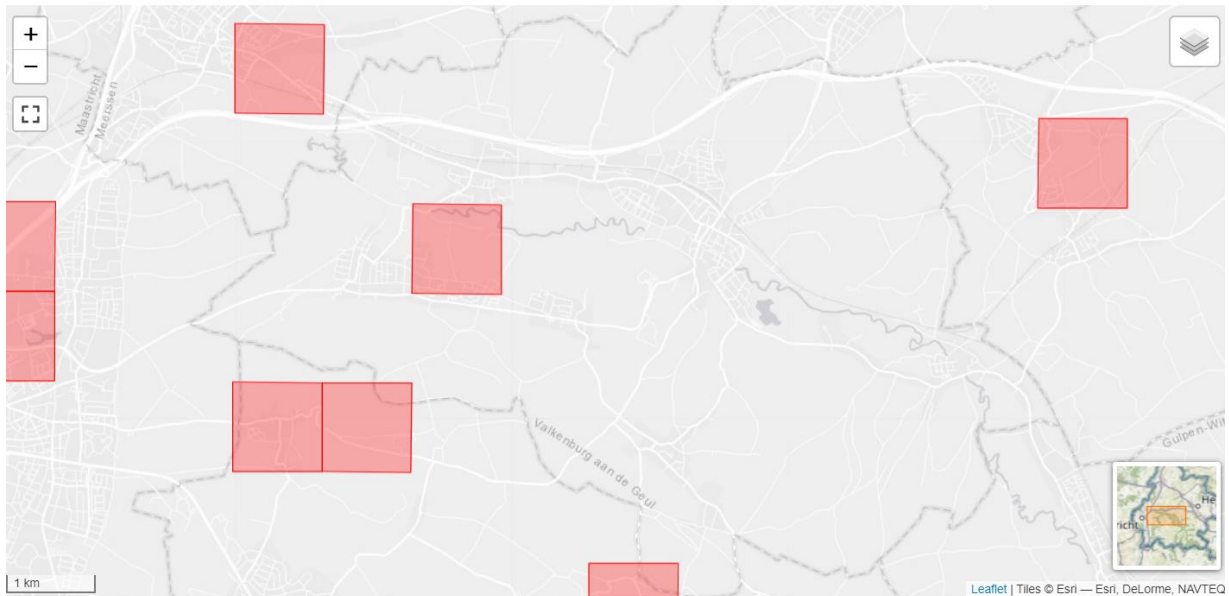 +
−
Maastricht
Meerssen
Valkenburg aan de Geul
Gulpen-Wit
He
richt
1 km
Leaflet | Tiles © Esri — Esri, DeLorme, NAVTEQ